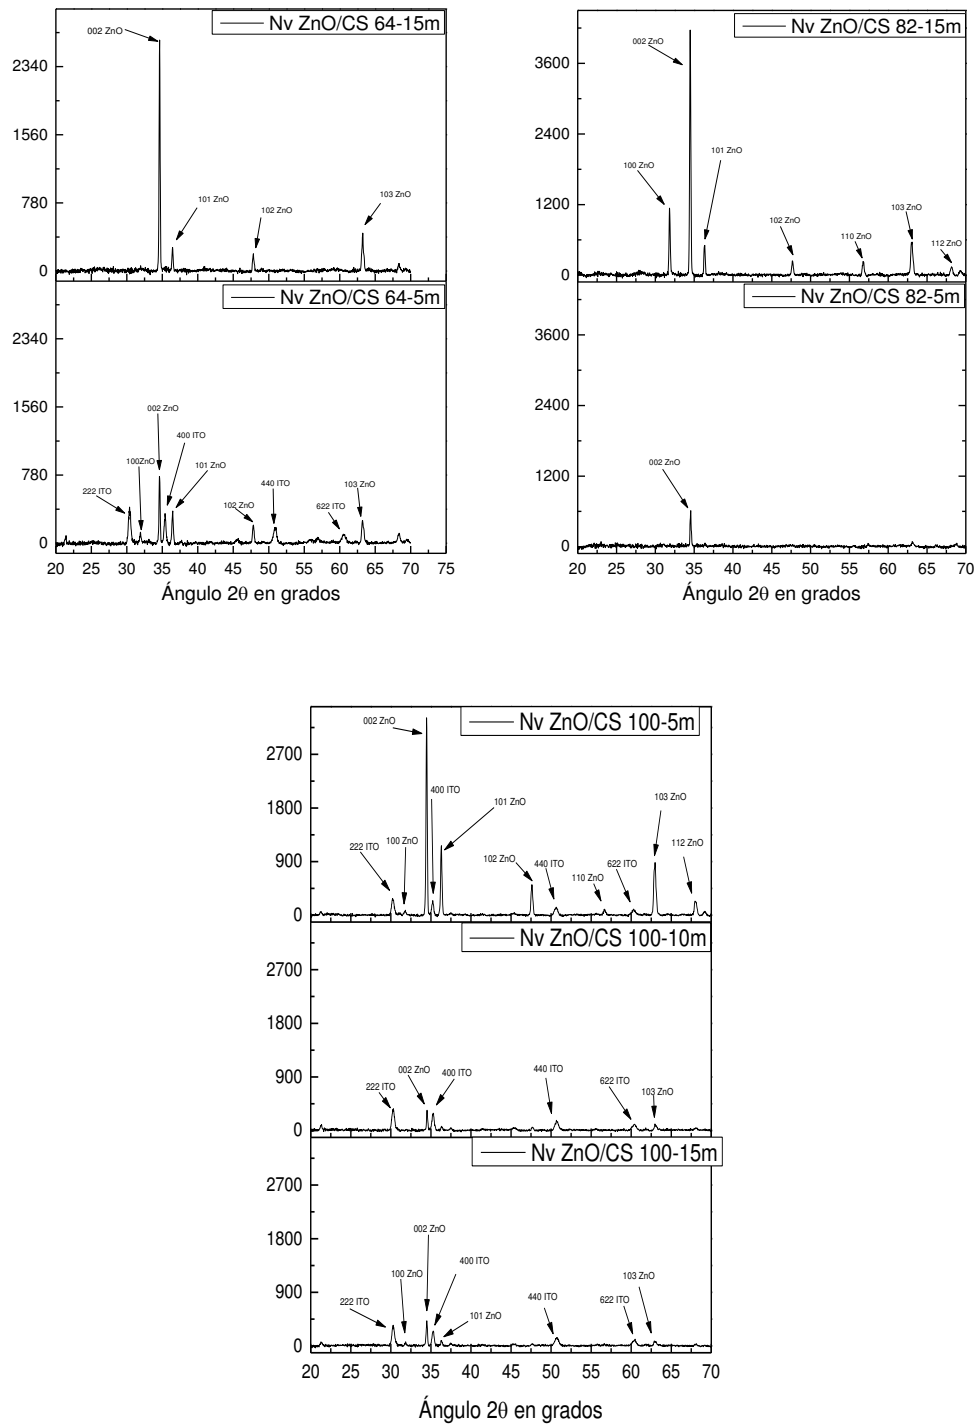 Nv ZnO/CS 64-15m
002 ZnO
2340
1560
780
0
101 ZnO
102 ZnO
103 ZnO
Nv ZnO/CS 64-5m
2340
1560
780
0
002 ZnO
400 ITO
100ZnO
101 ZnO
222 ITO
102 ZnO
440 ITO
622 ITO
103 ZnO
20 25 30 35 40 45 50 55 60 65 70 75
Ángulo 2θ en grados
Nv ZnO/CS 82-15m
002 ZnO
3600
2400
1200
0
101 ZnO
100 ZnO
102 ZnO
110 ZnO
103 ZnO
112 ZnO
Nv ZnO/CS 82-5m
3600
2400
1200
0
002 ZnO
20 25 30 35 40 45 50 55 60 65 70
Ángulo 2θ en grados
Nv ZnO/CS 100-5m
002 ZnO
2700
1800
900
0
400 ITO
101 ZnO
103 ZnO
222 ITO
100 ZnO
102 ZnO
440 ITO
110 ZnO
622 ITO
112 ZnO
Nv ZnO/CS 100-10m
2700
1800
900
0
222 ITO
002 ZnO
400 ITO
440 ITO
622 ITO
103 ZnO
Nv ZnO/CS 100-15m
2700
1800
900
0
002 ZnO
400 ITO
100 ZnO
222 ITO
101 ZnO
440 ITO
622 ITO
103 ZnO
20 25 30 35 40 45 50 55 60 65 70
Ángulo 2θ en grados